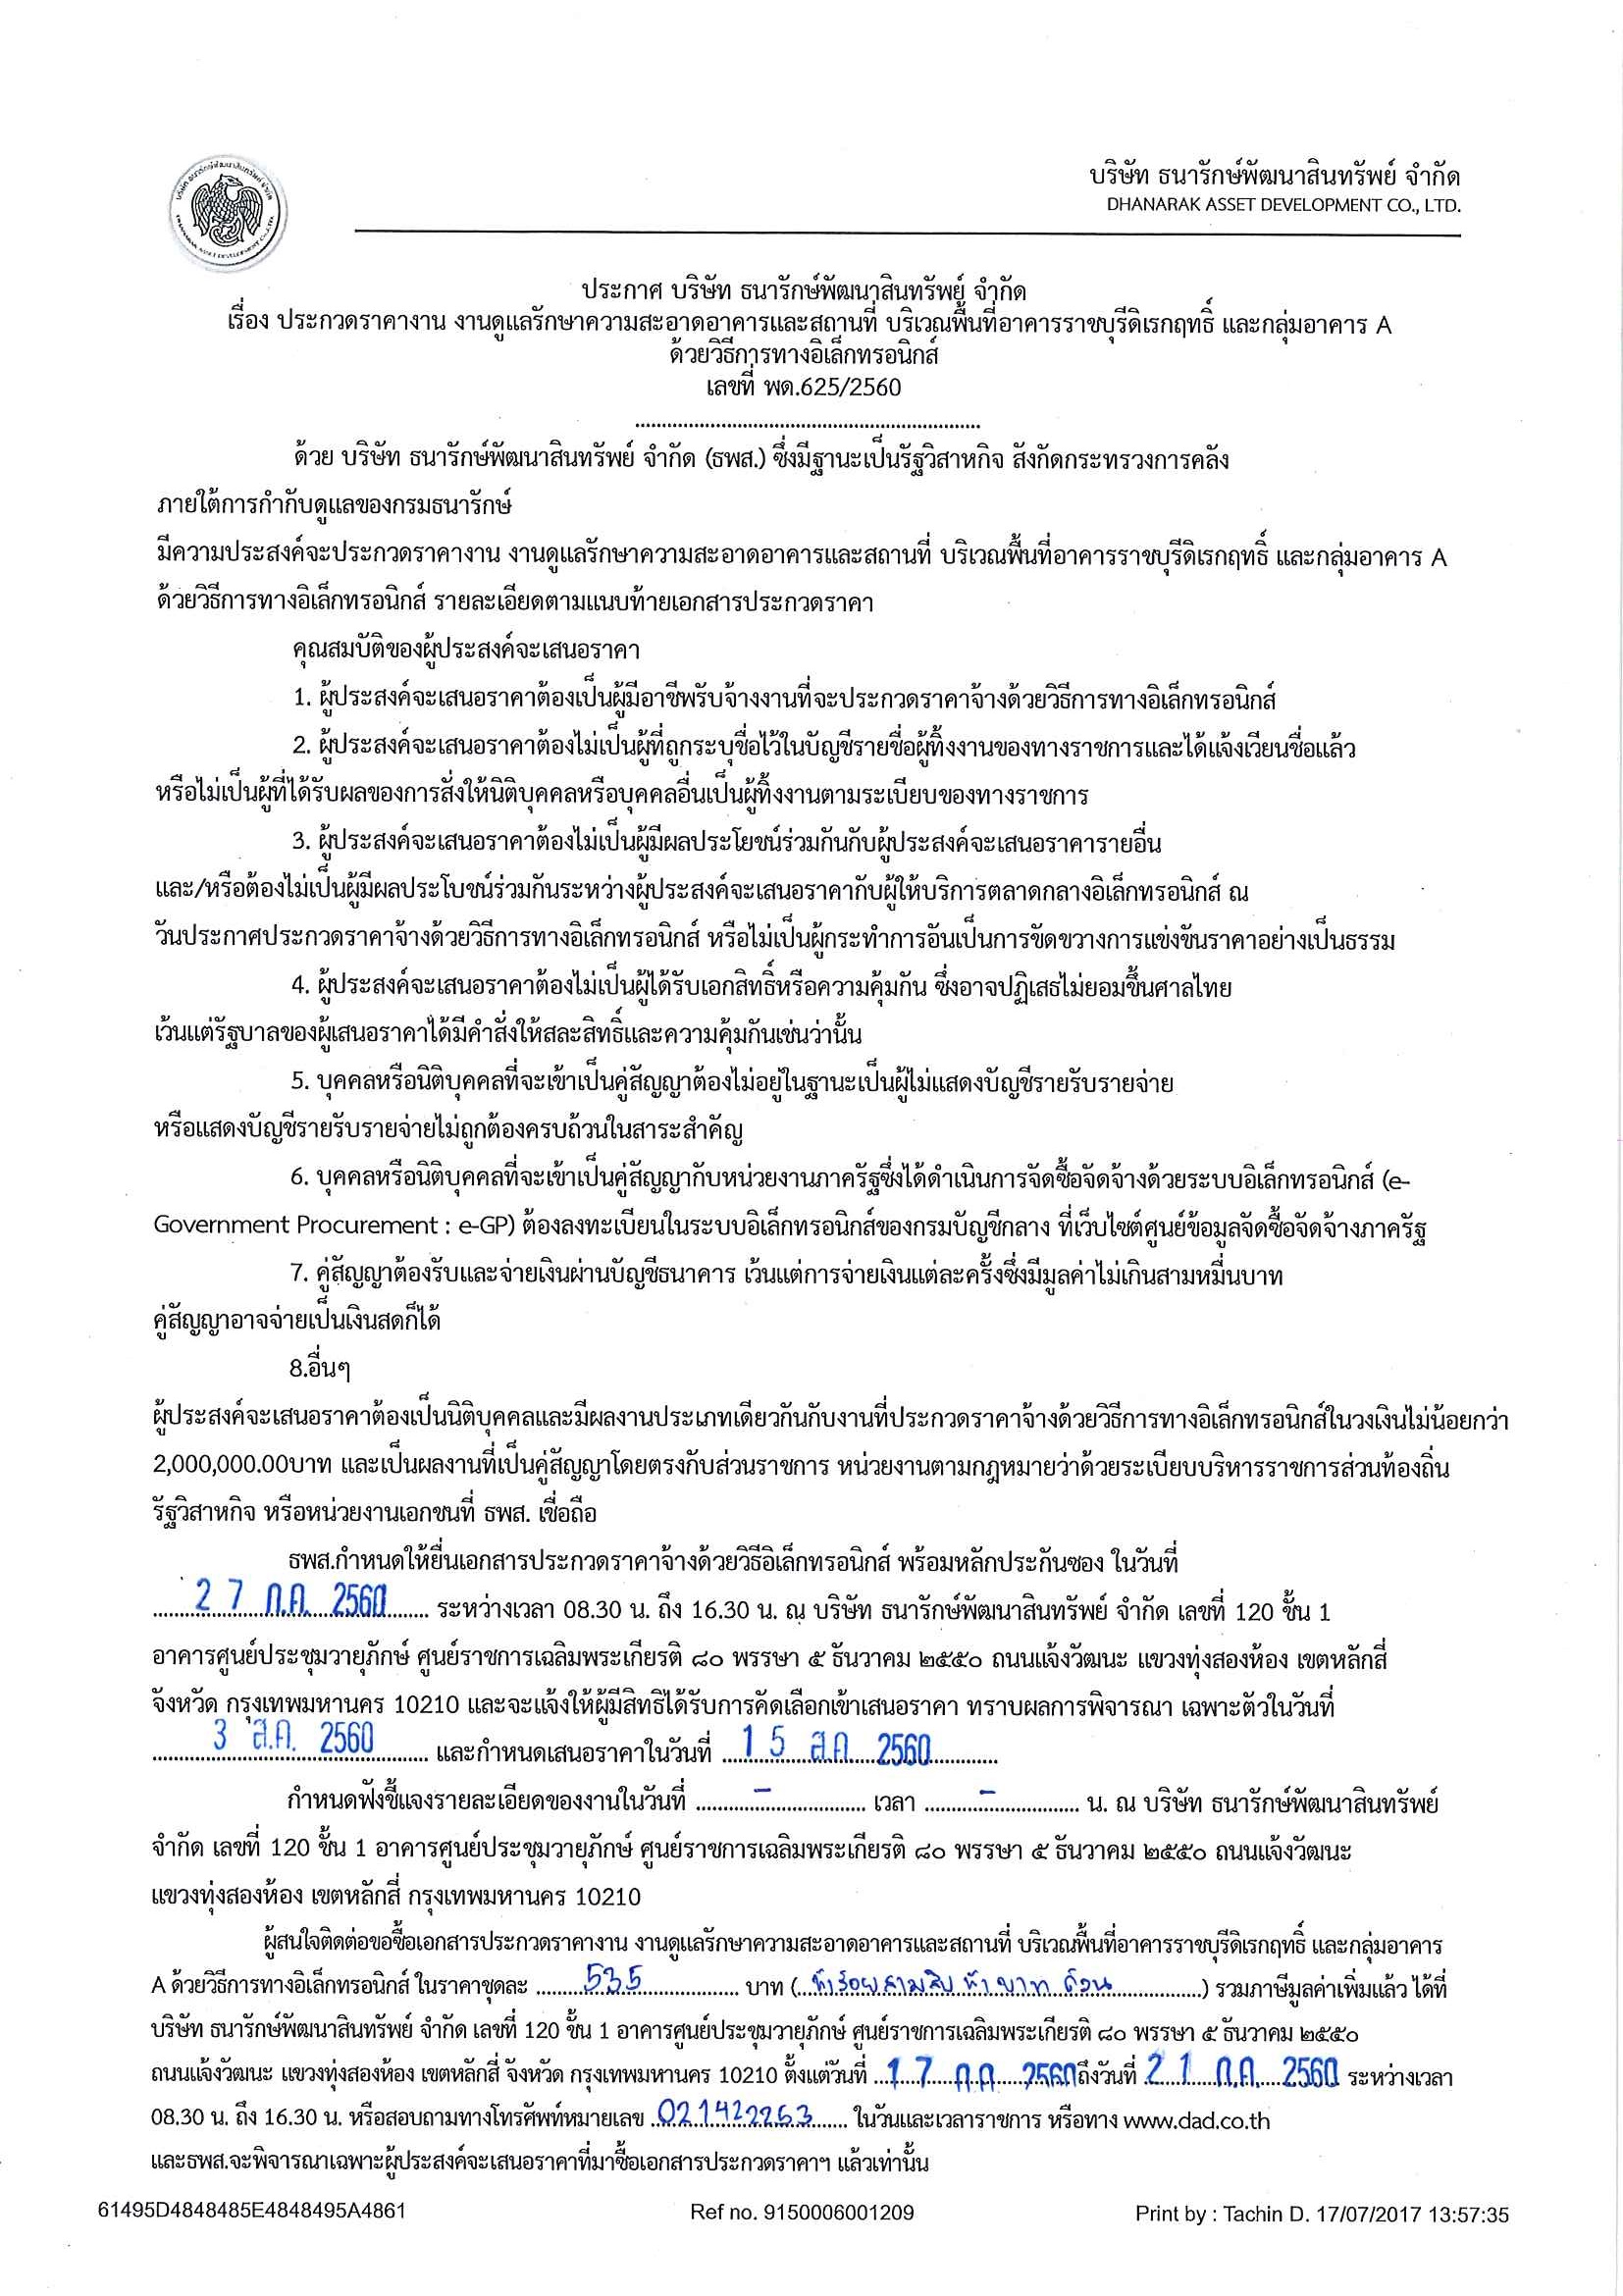 บริษัท ธนารักษ์พัฒนาสินทรัพย์ จำกัด
DHANARAK ASSET DEVELOPMENT CO., LTD.
ประกาศ บริษัท ธนารักษ์พัฒนาสินทรัพย์ จำกัด
เรื่อง ประกวดราคางาน งานดูแลรักษาความสะอาดอาคารและสถานที่ บริเวณพื้นที่อาคารราชบุรีดิเรกฤทธิ์ และกลุ่มอาคาร A
ด้วยวิธีการทางอิเล็กทรอนิกส์
เลขที่ พด.625/2560
ด้วย บริษัท ธนารักษ์พัฒนาสินทรัพย์ จำกัด (ธพส.) ซึ่งมีฐานะเป็นรัฐวิสาหกิจ สังกัดกระทรวงการคลัง
ภายใต้การกำกับดูแลของกรมธนารักษ์
มีความประสงค์จะประกวดราคางาน งานดูแลรักษาความสะอาดอาคารและสถานที่ บริเวณพื้นที่อาคารราชบุรีดิเรกฤทธิ์ และกลุ่มอาคาร A
ด้วยวิธีการทางอิเล็กทรอนิกส์ รายละเอียดตามแนบท้ายเอกสารประกวดราคา
คุณสมบัติของผู้ประสงค์จะเสนอราคา
1. ผู้ประสงค์จะเสนอราคาต้องเป็นผู้มีอาชีพรับจ้างงานที่จะประกวดราคาจ้างด้วยวิธีการทางอิเล็กทรอนิกส์
2. ผู้ประสงค์จะเสนอราคาต้องไม่เป็นผู้ที่ถูกระบุชื่อไว้ในบัญชีรายชื่อผู้ทิ้งงานของทางราชการและได้แจ้งเวียนชื่อแล้ว
หรือไม่เป็นผู้ที่ได้รับผลของการสั่งให้นิติบุคคลหรือบุคคลอื่นเป็นผู้ทิ้งงานตามระเบียบของทางราชการ
3. ผู้ประสงค์จะเสนอราคาต้องไม่เป็นผู้มีผลประโยชน์ร่วมกันกับผู้ประสงค์จะเสนอราคารายอื่น
และ/หรือต้องไม่เป็นผู้มีผลประโบชน์ร่วมกันระหว่างผู้ประสงค์จะเสนอราคากับผู้ให้บริการตลาดกลางอิเล็กทรอนิกส์ ณ
วันประกาศประกวดราคาจ้างด้วยวิธีการทางอิเล็กทรอนิกส์ หรือไม่เป็นผู้กระทำการอันเป็นการขัดขวางการแข่งขันราคาอย่างเป็นธรรม
4. ผู้ประสงค์จะเสนอราคาต้องไม่เป็นผู้ได้รับเอกสิทธิ์หรือความคุ้มกัน ซึ่งอาจปฏิเสธไม่ยอมขึ้นศาลไทย
เว้นแต่รัฐบาลของผู้เสนอราคาได้มีคำสั่งให้สละสิทธิ์และความคุ้มกันเช่นว่านั้น
5. บุคคลหรือนิติบุคคลที่จะเข้าเป็นคู่สัญญาต้องไม่อยู่ในฐานะเป็นผู้ไม่แสดงบัญชีรายรับรายจ่าย
หรือแสดงบัญชีรายรับรายจ่ายไม่ถูกต้องครบถ้วนในสาระสำคัญ
6. บุคคลหรือนิติบุคคลที่จะเข้าเป็นคู่สัญญากับหน่วยงานภาครัฐซึ่งได้ดำเนินการจัดซื้อจัดจ้างด้วยระบบอิเล็กทรอนิกส์ (e-
Government Procurement : e-GP) ต้องลงทะเบียนในระบบอิเล็กทรอนิกส์ของกรมบัญชีกลาง ที่เว็บไซต์ศูนย์ข้อมูลจัดซื้อจัดจ้างภาครัฐ
7. คู่สัญญาต้องรับและจ่ายเงินผ่านบัญชีธนาคาร เว้นแต่การจ่ายเงินแต่ละครั้งซึ่งมีมูลค่าไม่เกินสามหมื่นบาท
คู่สัญญาอาจจ่ายเป็นเงินสดก็ได้
8.อื่นๆ
ผู้ประสงค์จะเสนอราคาต้องเป็นนิติบุคคลและมีผลงานประเภทเดียวกันกับงานที่ประกวดราคาจ้างด้วยวิธีการทางอิเล็กทรอนิกส์ในวงเงินไม่น้อยกว่า
2,000,000.00บาท และเป็นผลงานที่เป็นคู่สัญญาโดยตรงกับส่วนราชการ หน่วยงานตามกฎหมายว่าด้วยระเบียบบริหารราชการส่วนท้องถิ่น
รัฐวิสาหกิจ หรือหน่วยงานเอกชนที่ ธพส. เชื่อถือ
ธพส.กำหนดให้ยื่นเอกสารประกวดราคาจ้างด้วยวิธีอิเล็กทรอนิกส์ พร้อมหลักประกันซอง ในวันที่
27 ก.ค. 2560 ระหว่างเวลา 08.30 น. ถึง 16.30 น. ณ บริษัท ธนารักษ์พัฒนาสินทรัพย์ จำกัด เลขที่ 120 ชั้น 1
อาคารศูนย์ประชุมวายุภักษ์ ศูนย์ราชการเฉลิมพระเกียรติ ๘๐ พรรษา ๕ ธันวาคม ๒๕๕๐ ถนนแจ้งวัฒนะ แขวงทุ่งสองห้อง เขตหลักสี่
จังหวัด กรุงเทพมหานคร 10210 และจะแจ้งให้ผู้มีสิทธิได้รับการคัดเลือกเข้าเสนอราคา ทราบผลการพิจารณา เฉพาะตัวในวันที่
3 ส.ค. 2560 และกำหนดเสนอราคาในวันที่ 15 ส.ค. 2560
กำหนดฟังชี้แจงรายละเอียดของงานในวันที่ - เวลา - น. ณ บริษัท ธนารักษ์พัฒนาสินทรัพย์
จำกัด เลขที่ 120 ชั้น 1 อาคารศูนย์ประชุมวายุภักษ์ ศูนย์ราชการเฉลิมพระเกียรติ ๘๐ พรรษา ๕ ธันวาคม ๒๕๕๐ ถนนแจ้งวัฒนะ
แขวงทุ่งสองห้อง เขตหลักสี่ กรุงเทพมหานคร 10210
ผู้สนใจติดต่อขอซื้อเอกสารประกวดราคางาน งานดูแลรักษาความสะอาดอาคารและสถานที่ บริเวณพื้นที่อาคารราชบุรีดิเรกฤทธิ์ และกลุ่มอาคาร
A ด้วยวิธีการทางอิเล็กทรอนิกส์ ในราคาชุดละ 535 บาท (ห้าร้อยสามสิบห้าบาทถ้วน) รวมภาษีมูลค่าเพิ่มแล้ว ได้ที่
บริษัท ธนารักษ์พัฒนาสินทรัพย์ จำกัด เลขที่ 120 ชั้น 1 อาคารศูนย์ประชุมวายุภักษ์ ศูนย์ราชการเฉลิมพระเกียรติ ๘๐ พรรษา ๕ ธันวาคม ๒๕๕๐
ถนนแจ้งวัฒนะ แขวงทุ่งสองห้อง เขตหลักสี่ จังหวัด กรุงเทพมหานคร 10210 ตั้งแต่วันที่ 17 ก.ค. 2560 ถึงวันที่ 21 ก.ค. 2560 ระหว่างเวลา
08.30 น. ถึง 16.30 น. หรือสอบถามทางโทรศัพท์หมายเลข 021422263 ในวันและเวลาราชการ หรือทาง www.dad.co.th
และธพส.จะพิจารณาเฉพาะผู้ประสงค์จะเสนอราคาที่มาซื้อเอกสารประกวดราคาฯ แล้วเท่านั้น
61495D4848485E4848495A4861 Ref no. 9150006001209 Print by : Tachin D. 17/07/2017 13:57:35